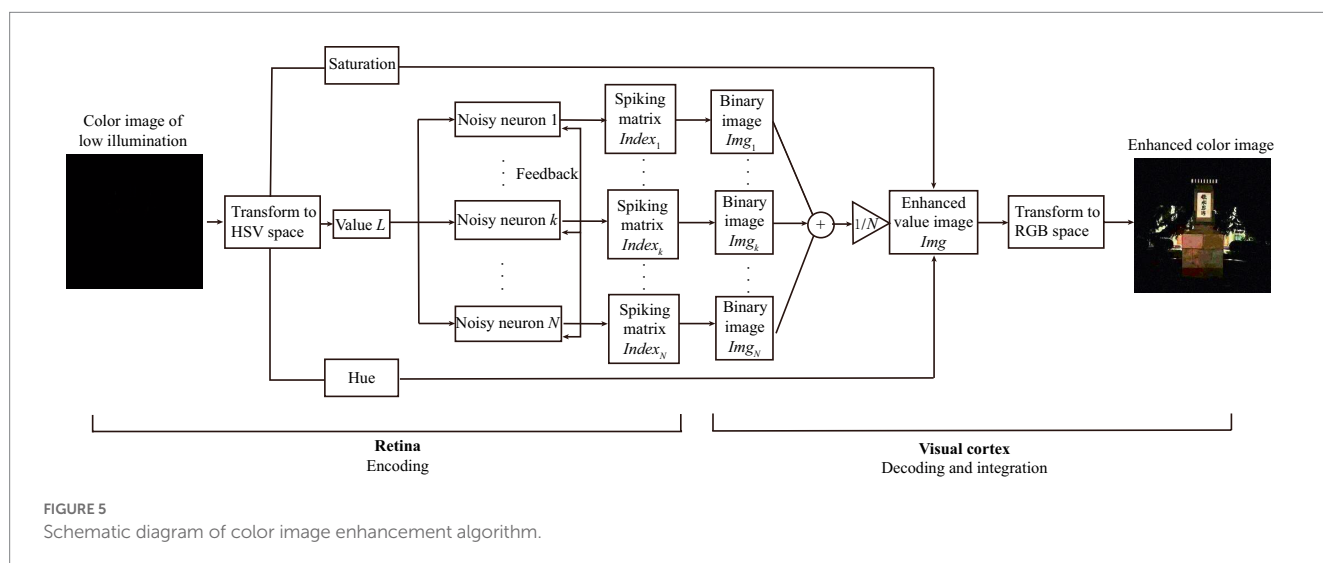 Saturation
Color image of
low illumination
Transform to
HSV space
Value L
Noisy neuron 1
Feedback
Noisy neuron k
Noisy neuron N
Spiking
matrix
Index₁
Spiking
matrix
Indexₖ
Spiking
matrix
Index_N
Binary
image
Img₁
Binary
image
Imgₖ
Binary
image
Img_N
+
1/N
Enhanced
value image
Img
Transform to
RGB space
Enhanced color image
Hue
Retina
Encoding
Visual cortex
Decoding and integration
FIGURE 5
Schematic diagram of color image enhancement algorithm.